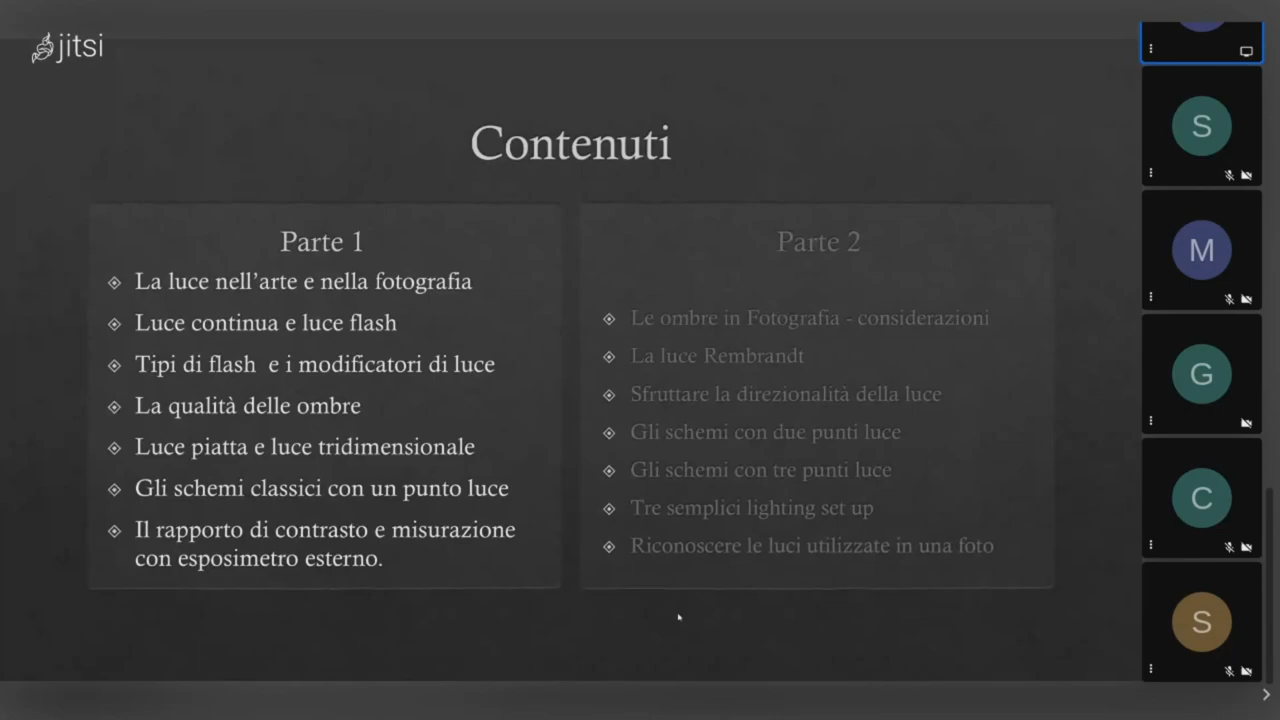 jitsi
Contenuti
Parte 1
La luce nell’arte e nella fotografia
Luce continua e luce flash
Tipi di flash e i modificatori di luce
La qualità delle ombre
Luce piatta e luce tridimensionale
Gli schemi classici con un punto luce
Il rapporto di contrasto e misurazione
con esposimetro esterno.
Parte 2
Le ombre in Fotografia - considerazioni
La luce Rembrandt
Sfruttare la direzionalità della luce
Gli schemi con due punti luce
Gli schemi con tre punti luce
Tre semplici lighting set up
Riconoscere le luci utilizzate in una foto
S
M
G
C
S